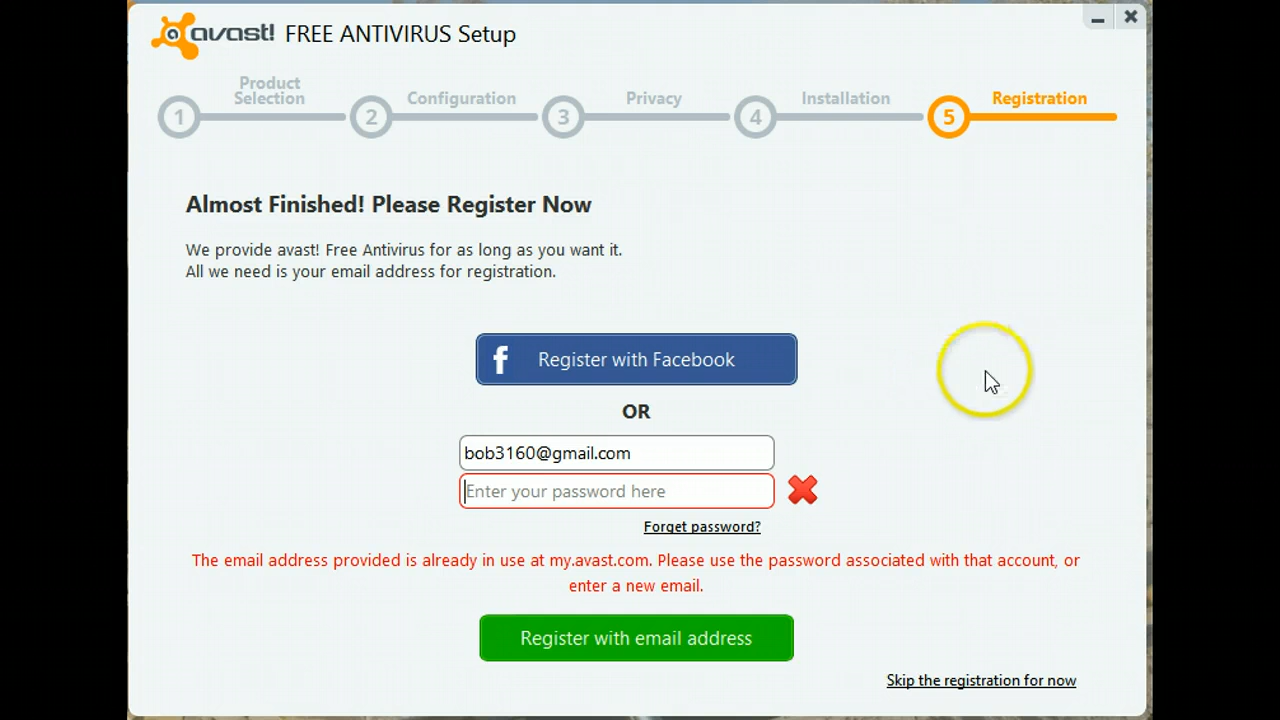 avast! FREE ANTIVIRUS Setup
Product
Selection
Configuration
Privacy
Installation
Registration
1
2
3
4
5
Almost Finished! Please Register Now
We provide avast! Free Antivirus for as long as you want it.
All we need is your email address for registration.
f Register with Facebook
OR
bob3160@gmail.com
Enter your password here
Forget password?
The email address provided is already in use at my.avast.com. Please use the password associated with that account, or
enter a new email.
Register with email address
Skip the registration for now